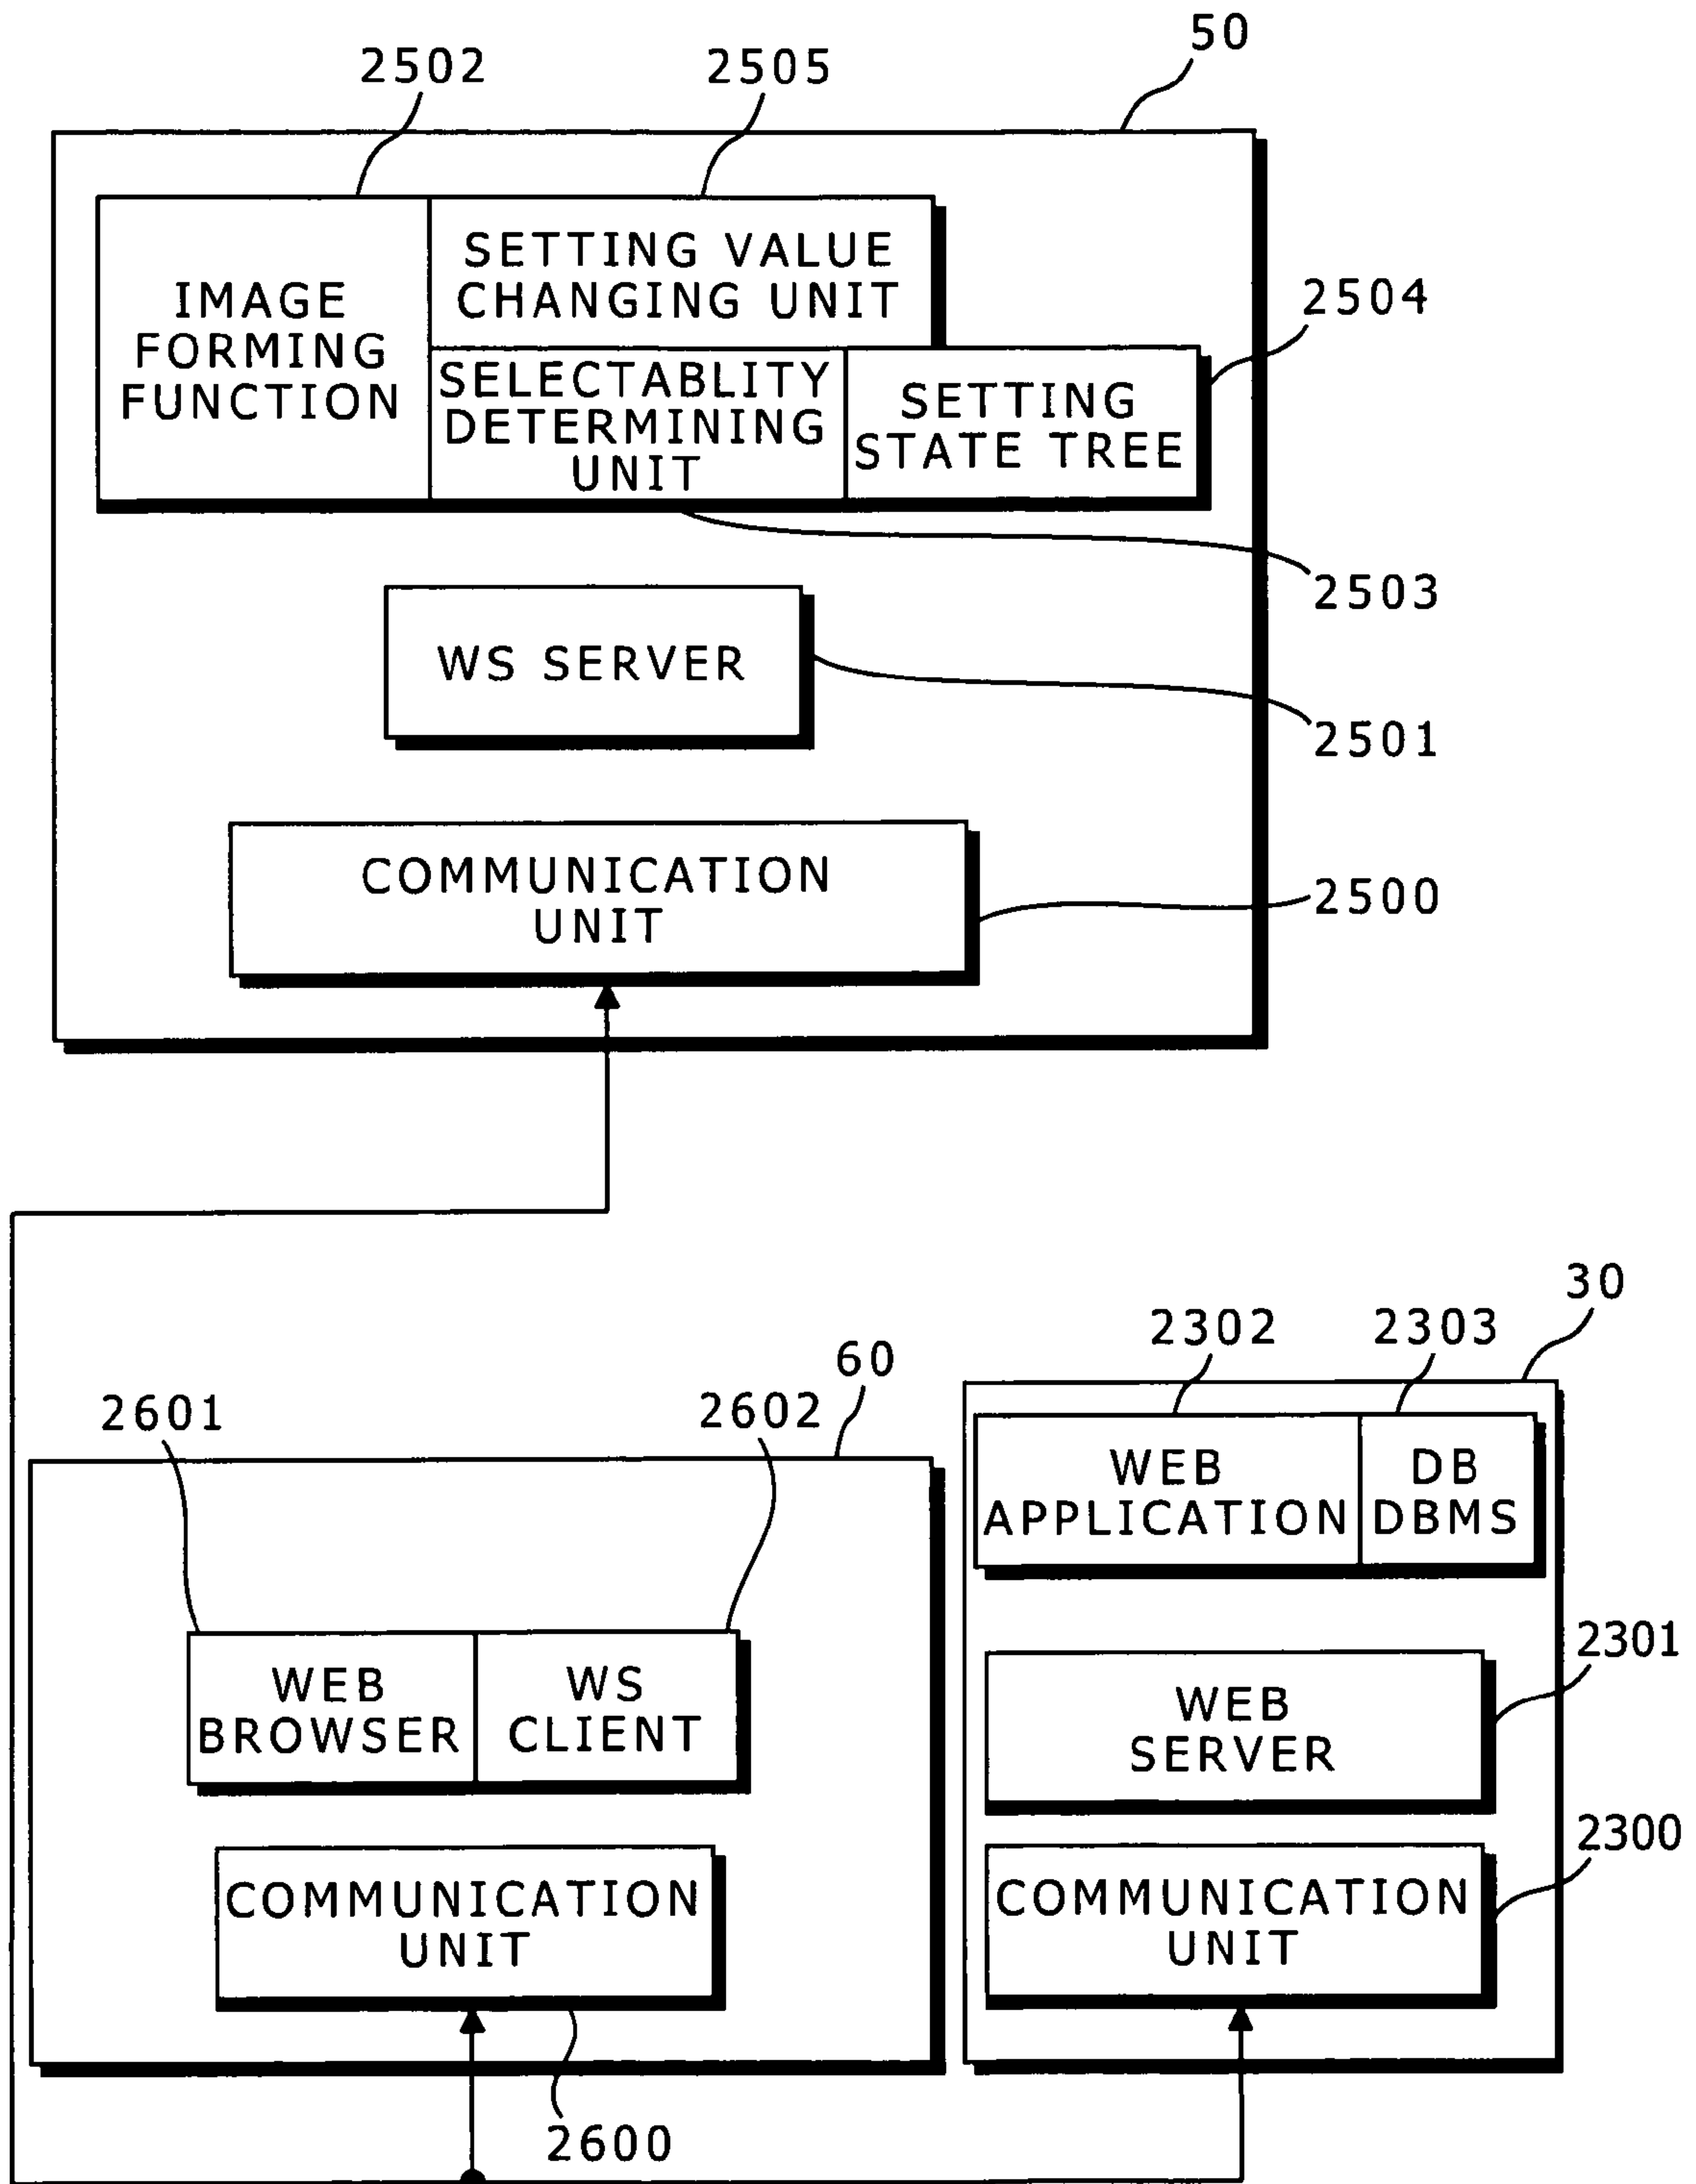 50
2502
2505
SETTING VALUE
CHANGING UNIT
IMAGE
FORMING
FUNCTION
2504
SELECTABLITY
DETERMINING
UNIT
SETTING
STATE TREE
2503
WS SERVER
2501
COMMUNICATION
UNIT
2500
30
2302
2303
60
2601
2602
WEB
APPLICATION
DB
DBMS
2301
WEB
BROWSER
WS
CLIENT
WEB
SERVER
2300
COMMUNICATION
UNIT
COMMUNICATION
UNIT
2600